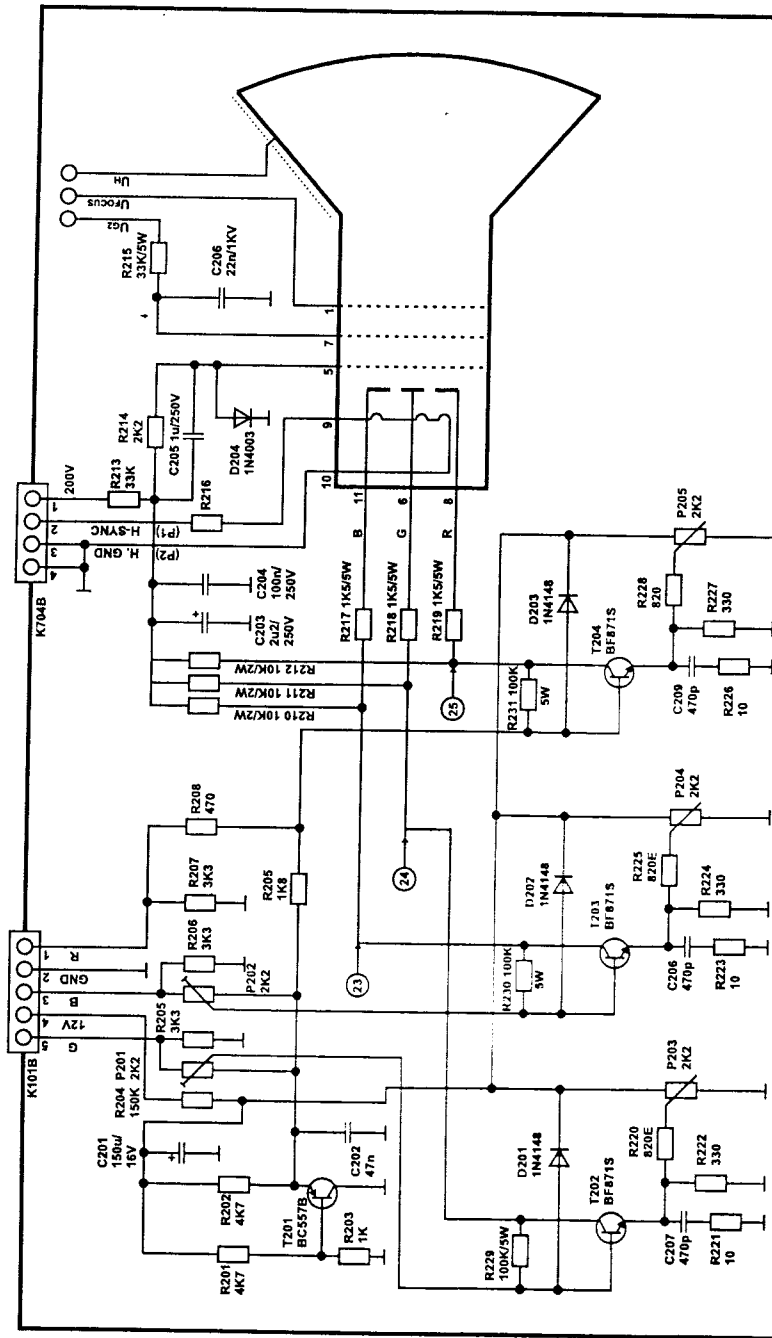 K101B
5
4
3
2
1
G
12V
B
GND
R
K704B
4
3
2
1
H. GND
(P2)
H-SYNC
(P1)
200V
UG2
UFOCUS
UH
R201
4K7
R202
4K7
C201
150u/
16V
R204
150K
P201
2K2
R205
3K3
P202
2K2
R206
3K3
R207
3K3
R208
470
R205
1K8
T201
BC557B
R203
1K
C202
47n
R210 10K/2W
R211 10K/2W
R212 10K/2W
C203
2u2/
250V
C204
100n/
250V
R213
33K
R214
2K2
C205 1u/250V
D204
1N4003
R216
R215
33K/5W
C206
22n/1KV
10
9
5
7
1
11
6
8
B
G
R
R217 1K5/5W
R218 1K5/5W
R219 1K5/5W
23
24
25
R229
100K/5W
D201
1N4148
T202
BF871S
C207
470p
R221
10
R220
820E
R222
330
P203
2K2
R230 100K
5W
D202
1N4148
T203
BF871S
C206
470p
R223
10
R225
820E
R224
330
P204
2K2
R231 100K
5W
D203
1N4148
T204
BF871S
C209
470p
R226
10
R228
820
R227
330
P205
2K2